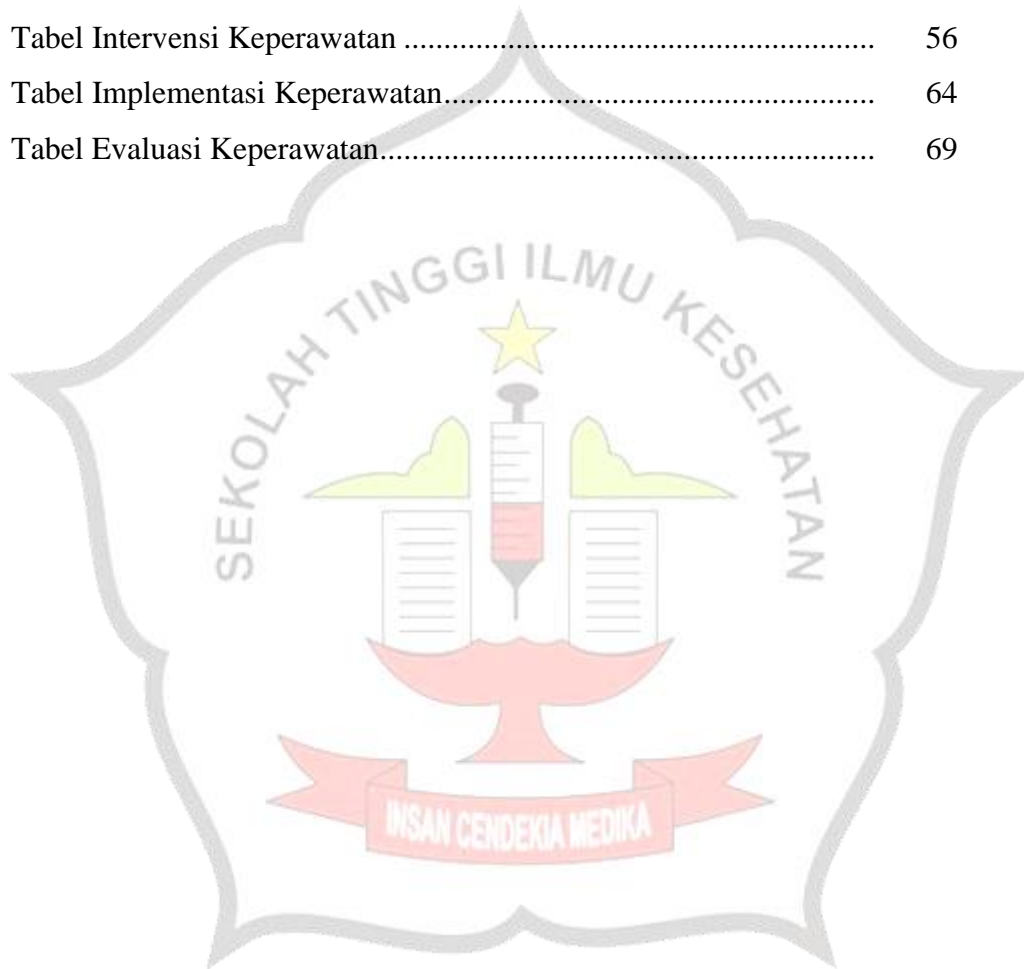 Tabel Intervensi Keperawatan .................................................. 56
Tabel Implementasi Keperawatan.............................................. 64
Tabel Evaluasi Keperawatan..................................................... 69
SEKOLAH TINGGI ILMU KESEHATAN
INSAN CENDEKIA MEDIKA